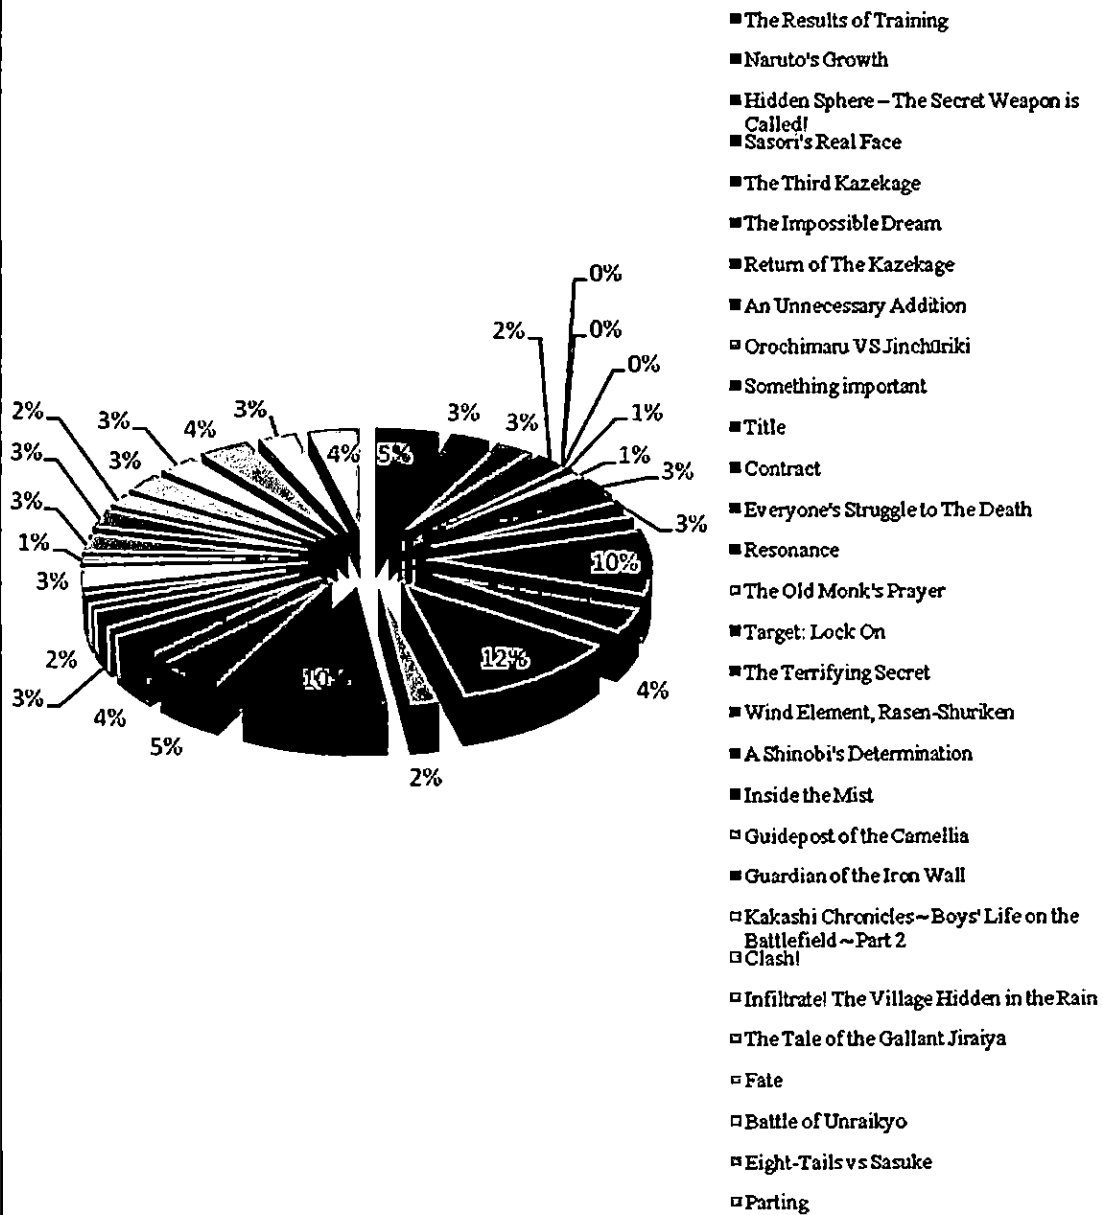 The Results of Training
Naruto's Growth
Hidden Sphere – The Secret Weapon is
Called!
Sasori's Real Face
The Third Kazekage
The Impossible Dream
Return of The Kazekage
An Unnecessary Addition
Orochimaru VS Jinchūriki
Something important
Title
Contract
Everyone's Struggle to The Death
Resonance
The Old Monk's Prayer
Target: Lock On
The Terrifying Secret
Wind Element, Rasen-Shuriken
A Shinobi's Determination
Inside the Mist
Guidepost of the Camellia
Guardian of the Iron Wall
Kakashi Chronicles ~ Boys' Life on the
Battlefield ~ Part 2
Clash!
Infiltrate! The Village Hidden in the Rain
The Tale of the Gallant Jiraiya
Fate
Battle of Unraikyo
Eight-Tails vs Sasuke
Parting
5%
3%
3%
2%
0%
0%
0%
1%
1%
3%
3%
10%
4%
12%
2%
10%
5%
4%
3%
2%
3%
1%
3%
3%
2%
3%
3%
4%
3%
4%